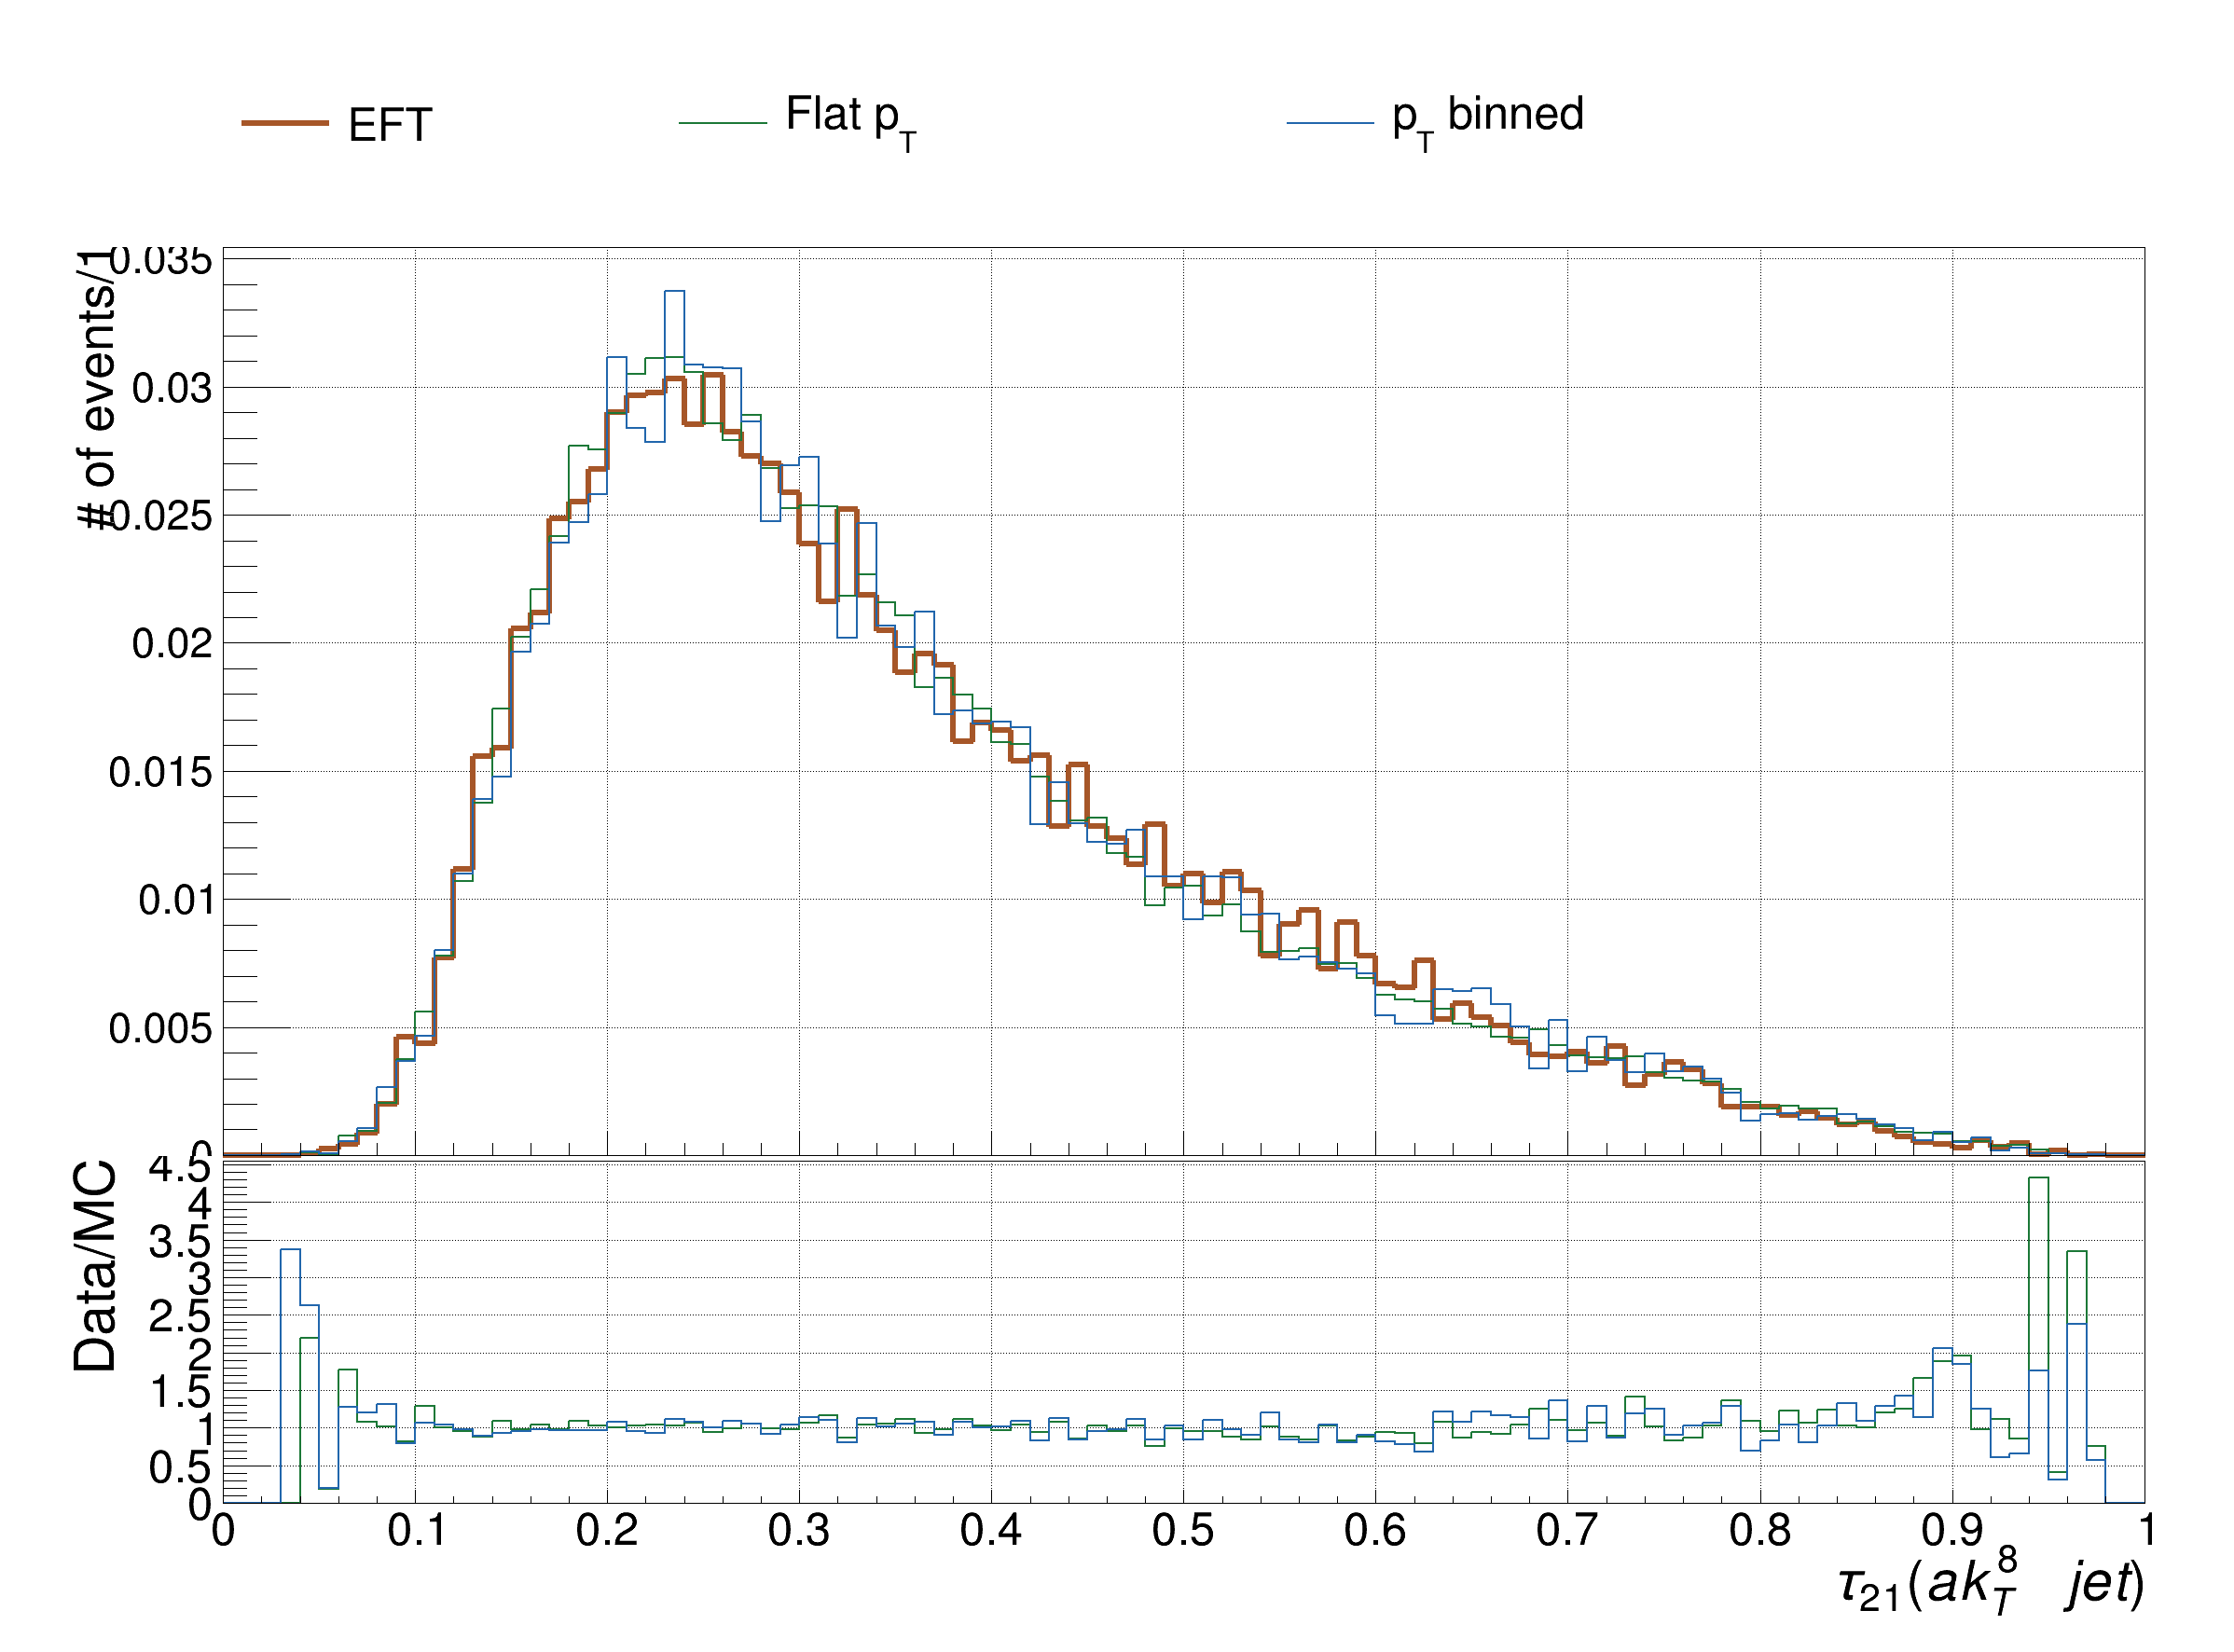 EFT
Flat p_T
p_T binned
# of events/1
0.035
0.03
0.025
0.02
0.015
0.01
0.005
0
Data/MC
4.5
4
3.5
3
2.5
2
1.5
1
0.5
0
0 0.1 0.2 0.3 0.4 0.5 0.6 0.7 0.8 0.9 1
τ_21(ak_T^8 jet)